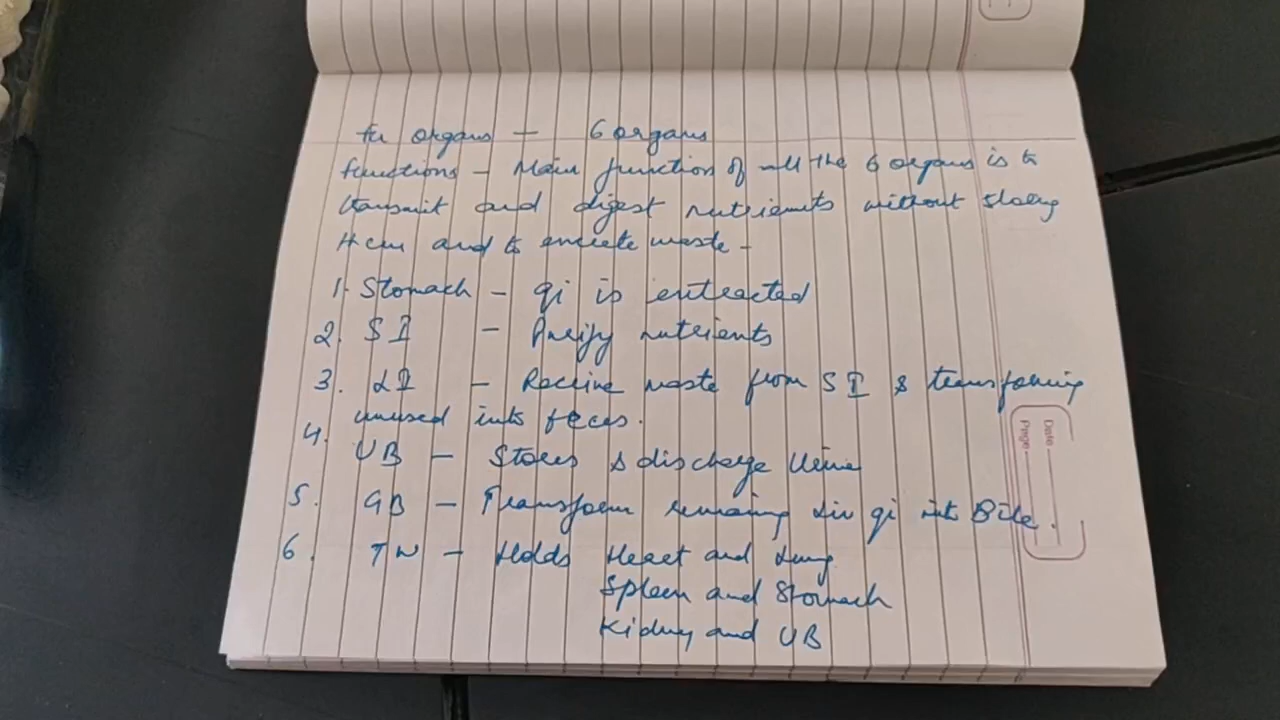 Fu organs - 6 organs
functions - Main function of all the 6 organs is to
transmit and digest nutrients without storing
them and to excrete waste -
1. Stomach - qi is extracted
2. SI - Purify nutrients
3. LI - Receive waste from SI & transforming
unused into feces.
4. UB - Stores & discharge Urine
5. GB - Transform remaining Liv qi into Bile.
6. TW - Holds Heart and Lung
Spleen and Stomach
Kidney and UB
Date
Page